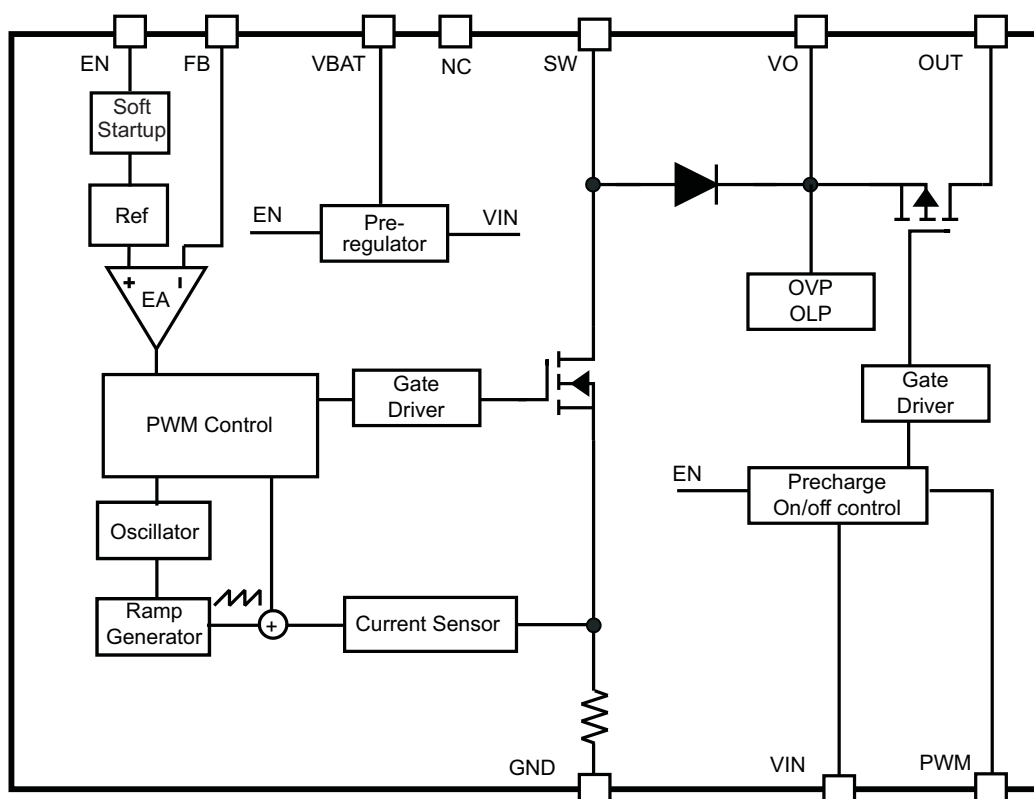 EN
FB
VBAT
NC
SW
VO
OUT
Soft
Startup
Ref
EN
Pre-
regulator
VIN
+
-
EA
OVP
OLP
PWM Control
Gate
Driver
Gate
Driver
EN
Precharge
On/off control
Oscillator
Ramp
Generator
+
Current Sensor
GND
VIN
PWM